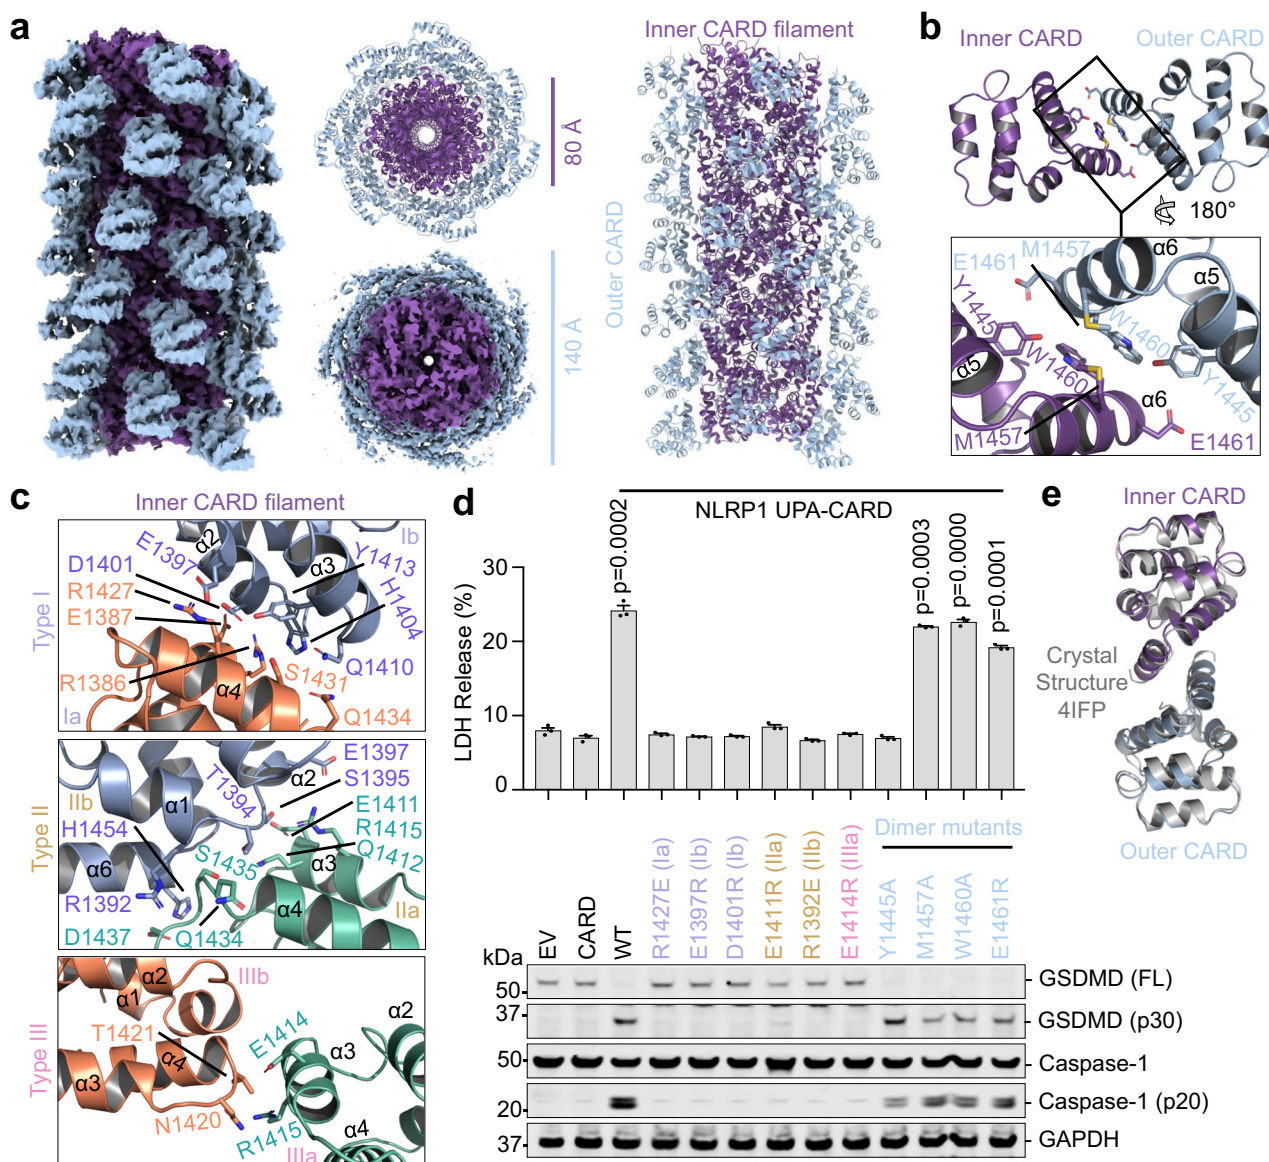 a
Inner CARD filament
80 Å
140 Å
Outer CARD
b
Inner CARD
Outer CARD
180°
E1461
M1457
α6
α5
Y1445
W1460
W1460
α5
Y1445
α6
M1457
E1461
c
Inner CARD filament
Type I
α2
Ib
E1397
Y1413
D1401
α3
R1427
H1404
E1387
Q1410
R1386
S1431
α4
Ia
Q1434
Type II
E1397
T1394
α2
S1395
IIb
α1
E1411
H1454
R1415
S1435
α3
Q1412
α6
IIa
R1392
α4
D1437
Q1434
Type III
α2
IIIb
α1
α2
T1421
E1414
α3
α4
α3
N1420
R1415
α4
IIIa
d
NLRP1 UPA-CARD
p=0.0002
p=0.0003
p=0.0000
p=0.0001
LDH Release (%)
30
20
10
0
Dimer mutants
EV
CARD
WT
R1427E (Ia)
E1397R (Ib)
D1401R (Ib)
E1411R (IIa)
R1392E (IIb)
E1414R (IIIa)
Y1445A
M1457A
W1460A
E1461R
kDa
50
GSDMD (FL)
37
GSDMD (p30)
50
Caspase-1
20
Caspase-1 (p20)
37
GAPDH
e
Inner CARD
Crystal
Structure
4IFP
Outer CARD